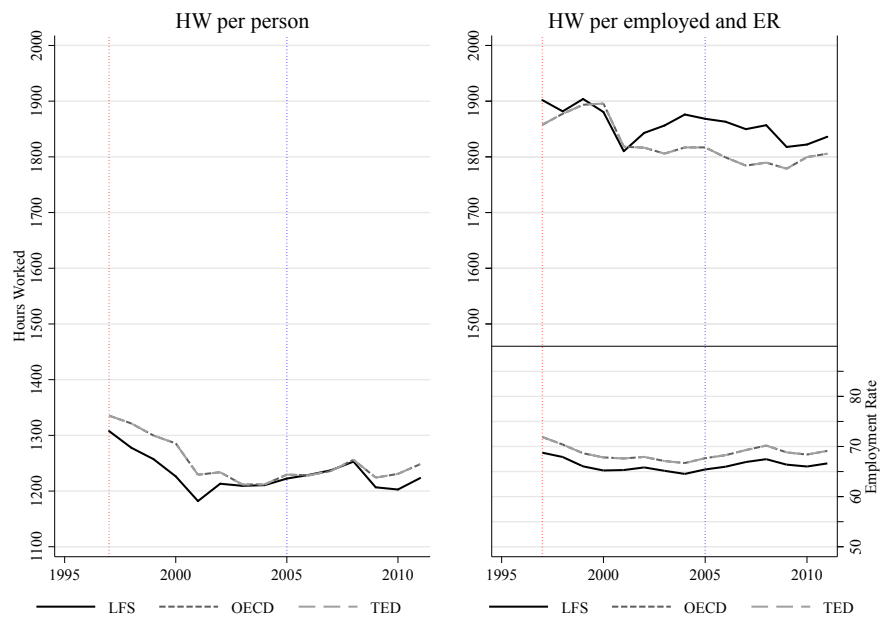 HW per person
Hours Worked
2000
1900
1800
1700
1600
1500
1400
1300
1200
1100
1995 2000 2005 2010
LFS OECD TED
HW per employed and ER
2000
1900
1800
1700
1600
1500
80
70
60
50
Employment Rate
1995 2000 2005 2010
LFS OECD TED